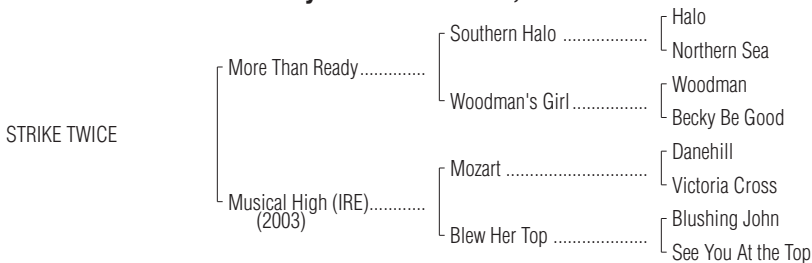 Halo
Southern Halo ..................
Northern Sea
More Than Ready..............
Woodman
Woodman's Girl................
Becky Be Good
STRIKE TWICE
Danehill
Mozart ..............................
Victoria Cross
Musical High (IRE)............
(2003)
Blushing John
Blew Her Top ....................
See You At the Top